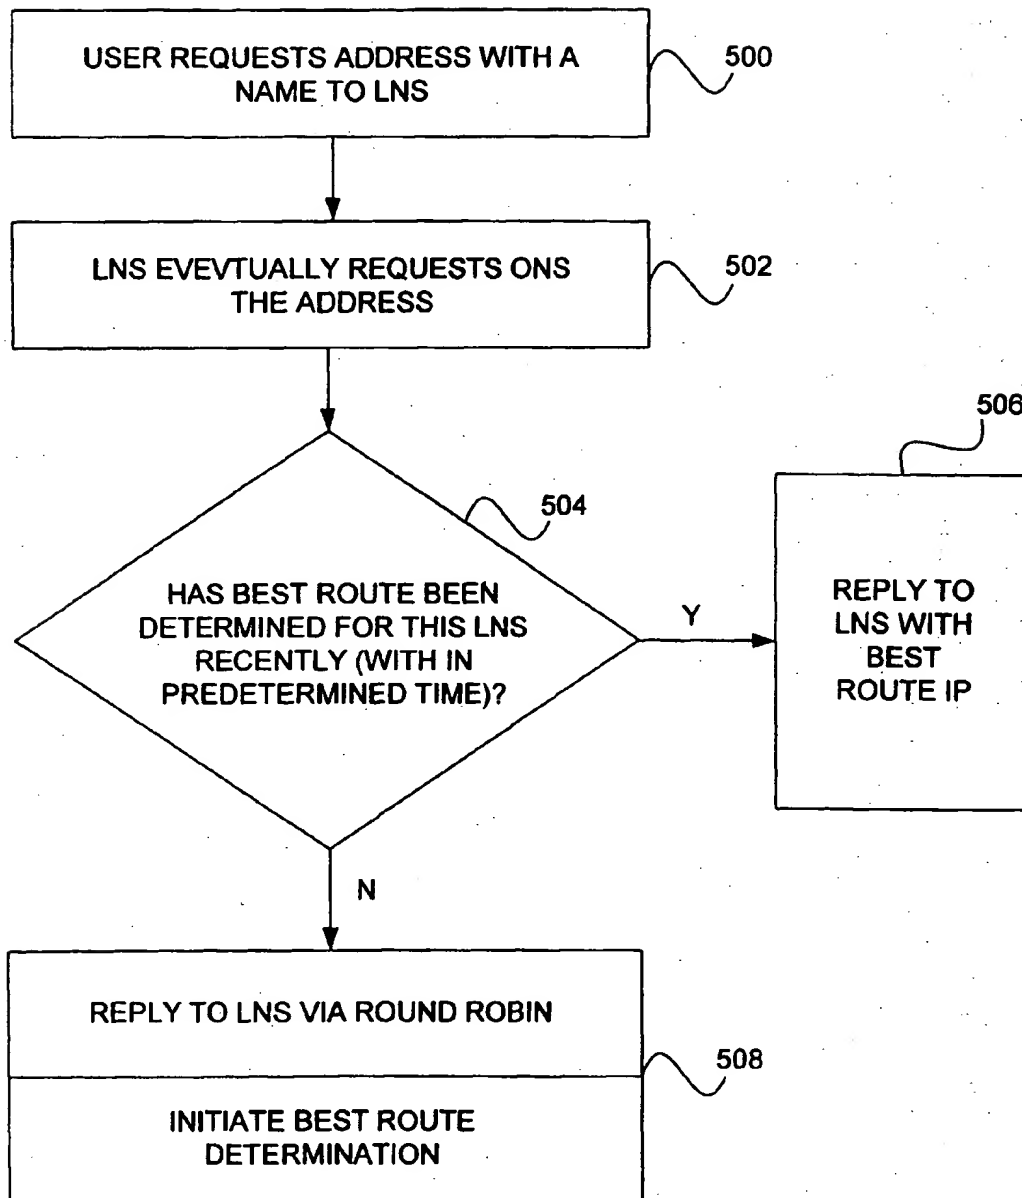 USER REQUESTS ADDRESS WITH A
NAME TO LNS
500
LNS EVEVTUALLY REQUESTS ONS
THE ADDRESS
502
504
HAS BEST ROUTE BEEN
DETERMINED FOR THIS LNS
RECENTLY (WITH IN
PREDETERMINED TIME)?
Y
506
REPLY TO
LNS WITH
BEST
ROUTE IP
N
REPLY TO LNS VIA ROUND ROBIN
508
INITIATE BEST ROUTE
DETERMINATION